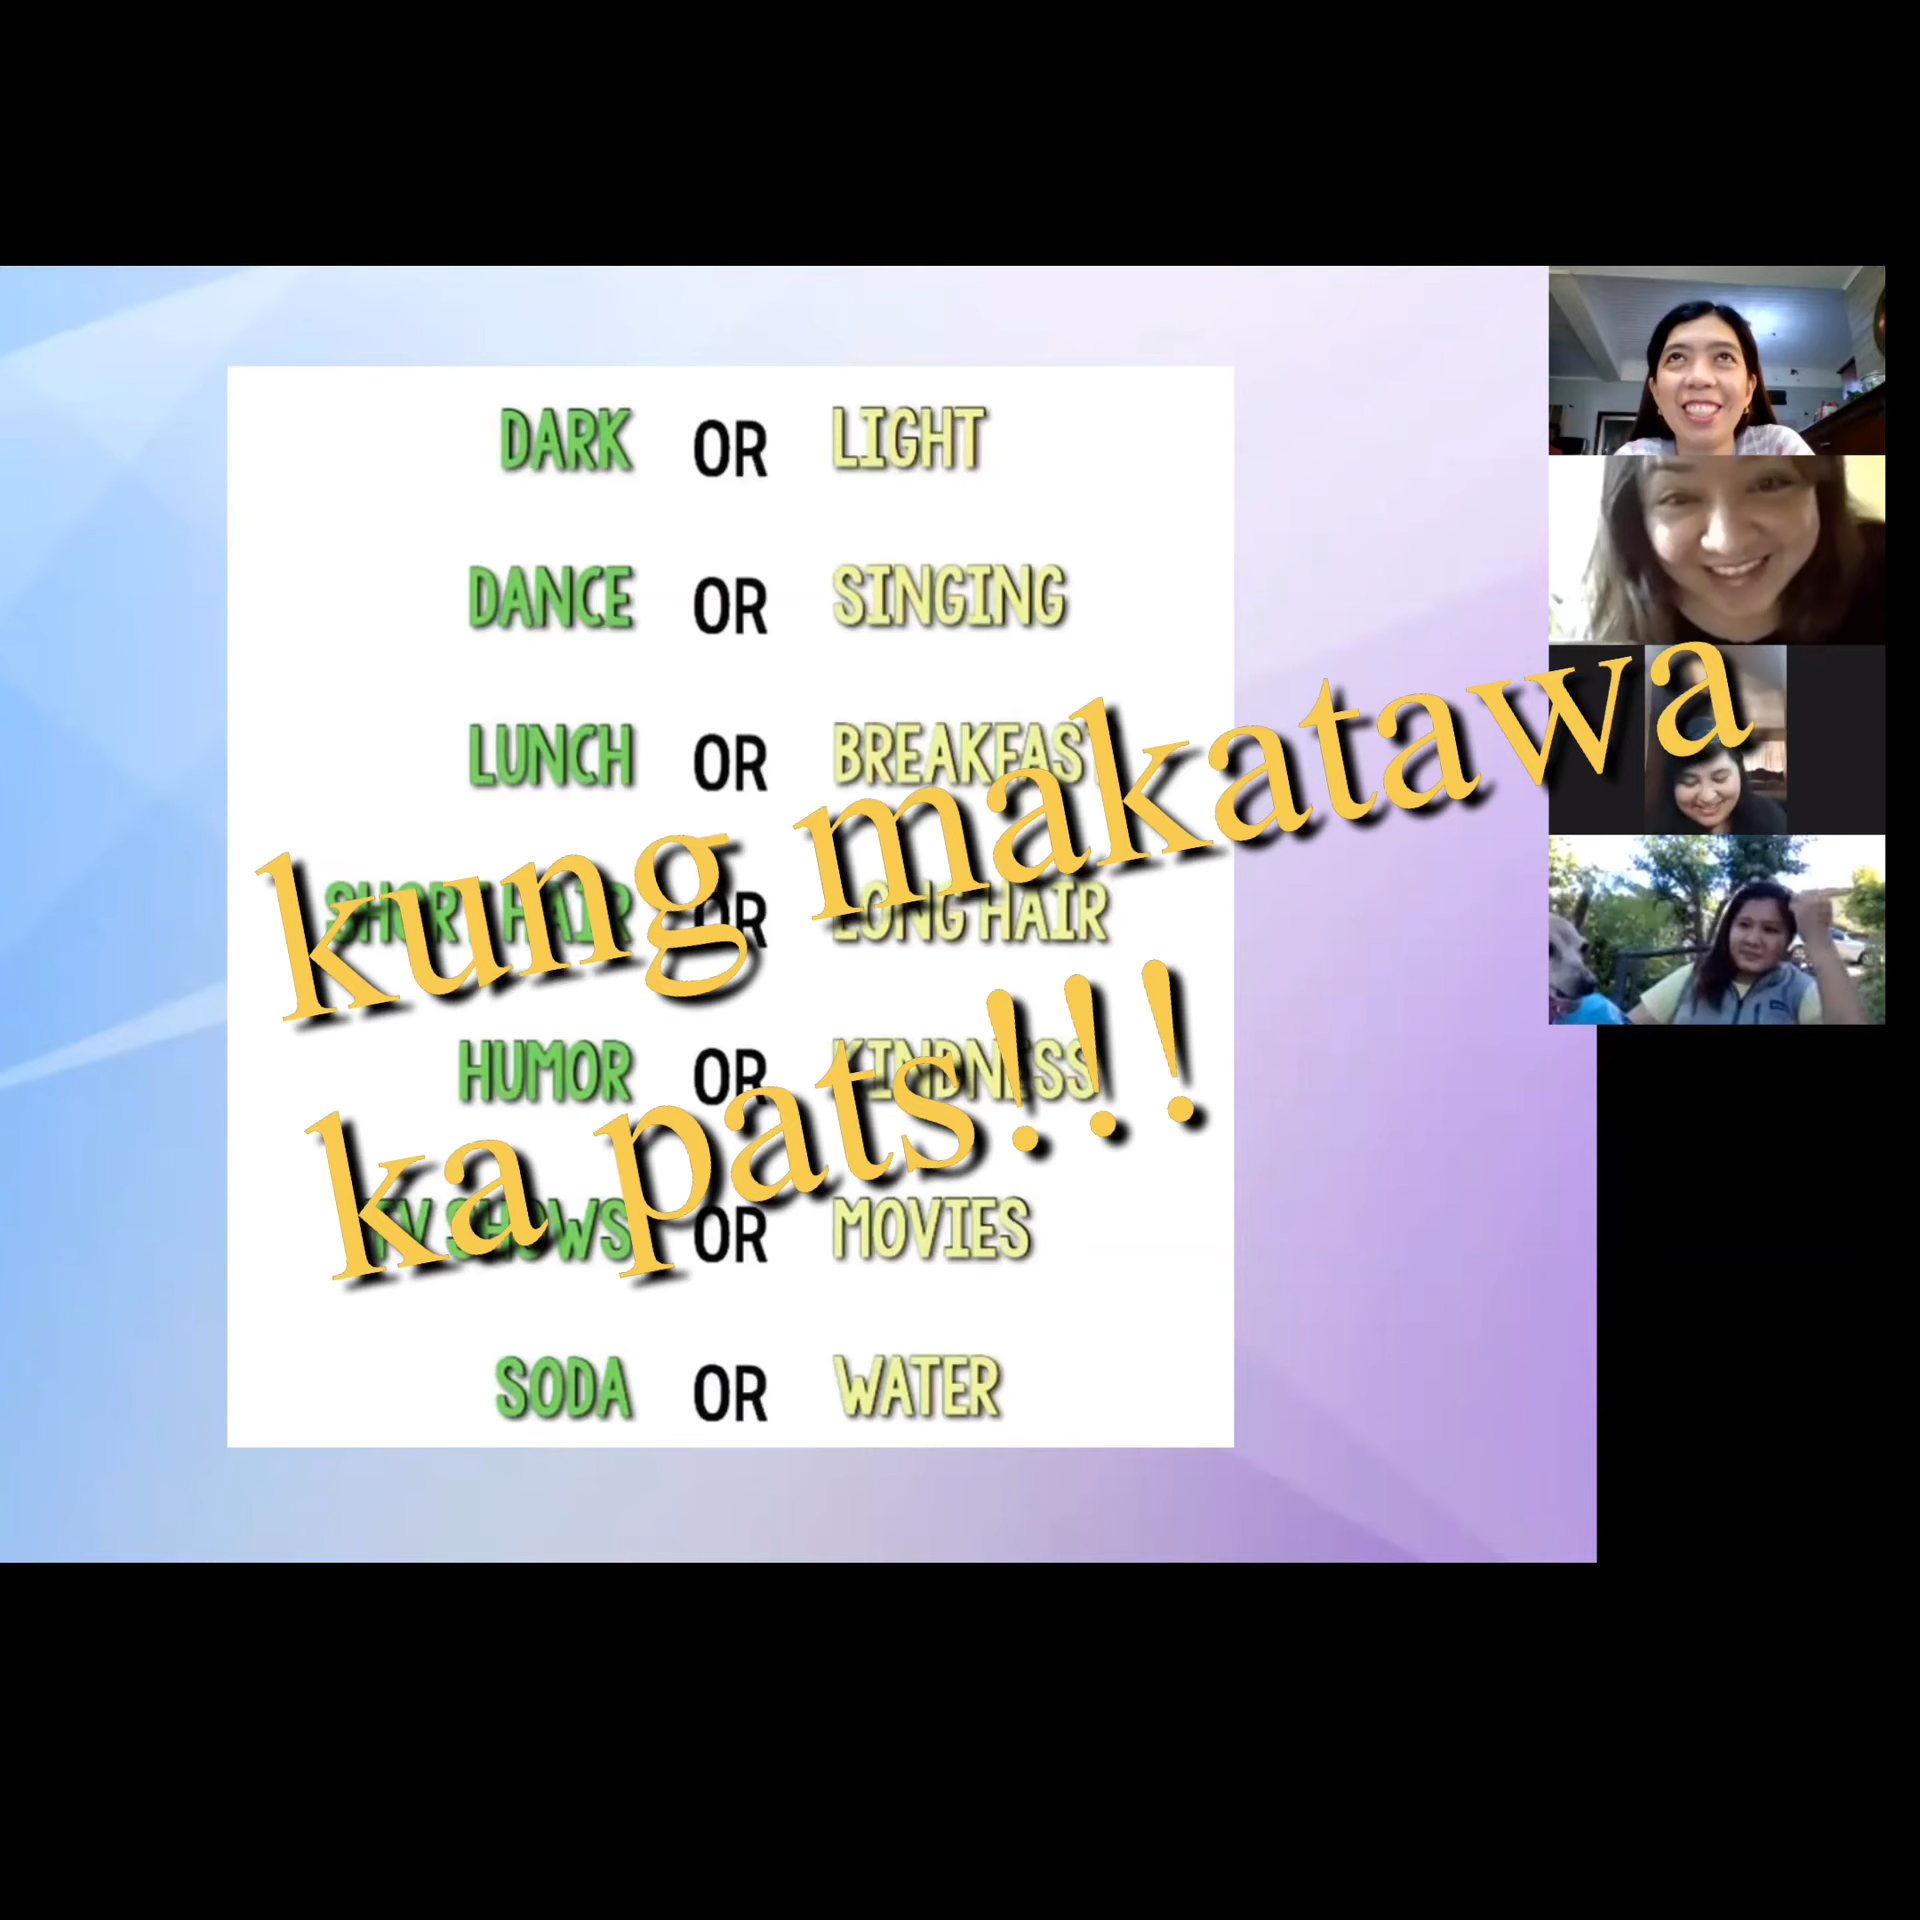 DARK OR LIGHT
DANCE OR SINGING
LUNCH OR BREAKFAST
SHORT HAIR OR LONG HAIR
HUMOR OR KINDNESS
TV SHOWS OR MOVIES
SODA OR WATER
kung makatawa
ka pats!!!